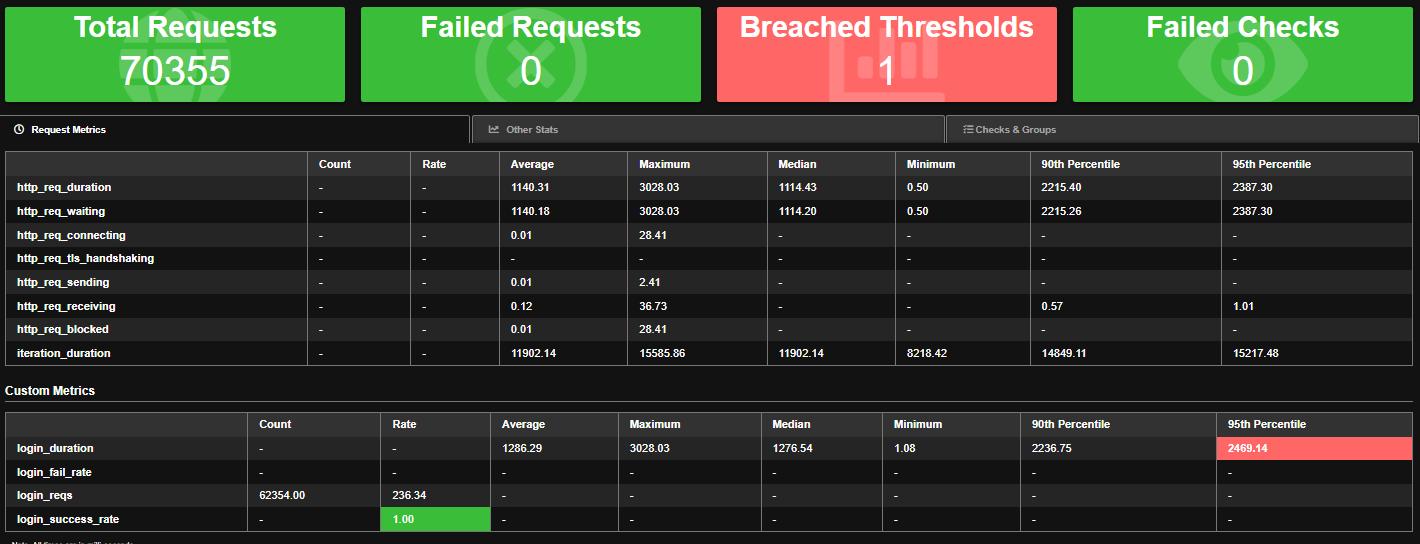 Total Requests Failed Requests Breached Thresholds Failed Checks
70355 0 1 0
Request Metrics Other Stats Checks & Groups
Count Rate Average Maximum Median Minimum 90th Percentile 95th Percentile
http_req_duration - - 1140.31 3028.03 1114.43 0.50 2215.40 2387.30
http_req_waiting - - 1140.18 3028.03 1114.20 0.50 2215.26 2387.30
http_req_connecting - - 0.01 28.41 - - - -
http_req_tls_handshaking - - - - - - - -
http_req_sending - - 0.01 2.41 - - - -
http_req_receiving - - 0.12 36.73 - - 0.57 1.01
http_req_blocked - - 0.01 28.41 - - - -
iteration_duration - - 11902.14 15585.86 11902.14 8218.42 14849.11 15217.48
Custom Metrics
Count Rate Average Maximum Median Minimum 90th Percentile 95th Percentile
login_duration - - 1286.29 3028.03 1276.54 1.08 2236.75 2469.14
login_fail_rate - - - - - - - -
login_reqs 62354.00 236.34 - - - - - -
login_success_rate - 1.00 - - - - - -